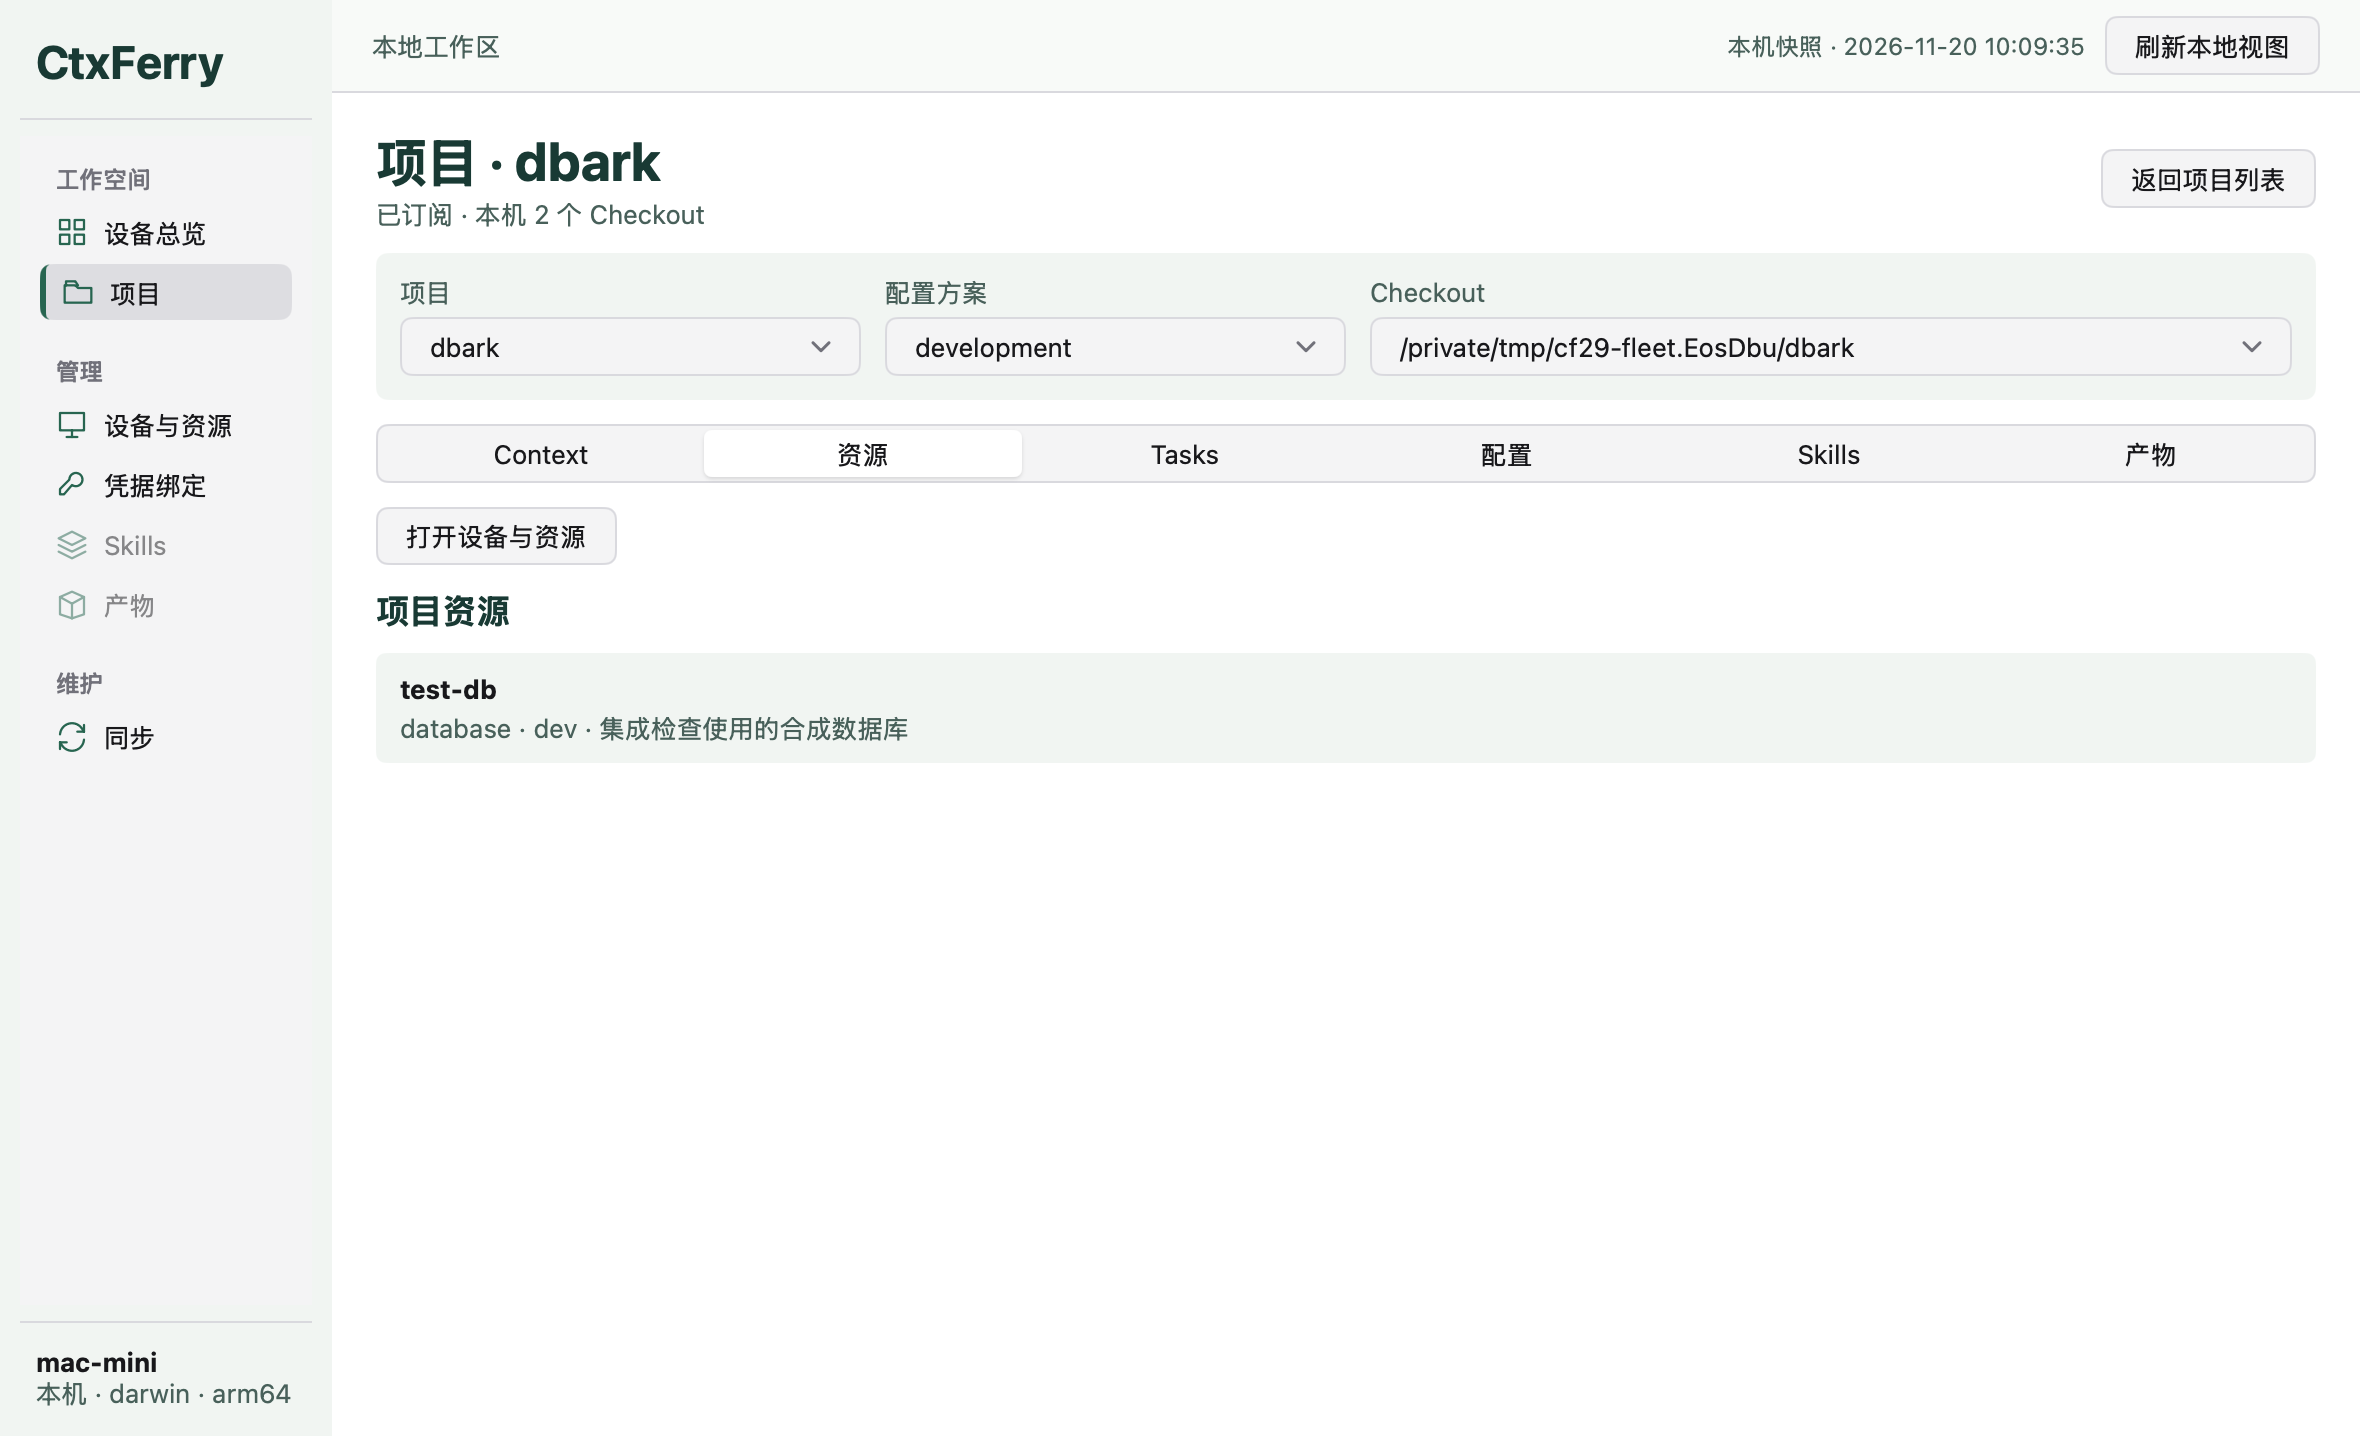 CtxFerry
工作空间
设备总览
项目
管理
设备与资源
凭据绑定
Skills
产物
维护
同步
mac-mini
本机 · darwin · arm64
本地工作区
本机快照 · 2026-11-20 10:09:35
刷新本地视图
项目 · dbark
已订阅 · 本机 2 个 Checkout
返回项目列表
项目
配置方案
Checkout
dbark
development
/private/tmp/cf29-fleet.EosDbu/dbark
Context
资源
Tasks
配置
Skills
产物
打开设备与资源
项目资源
test-db
database · dev · 集成检查使用的合成数据库